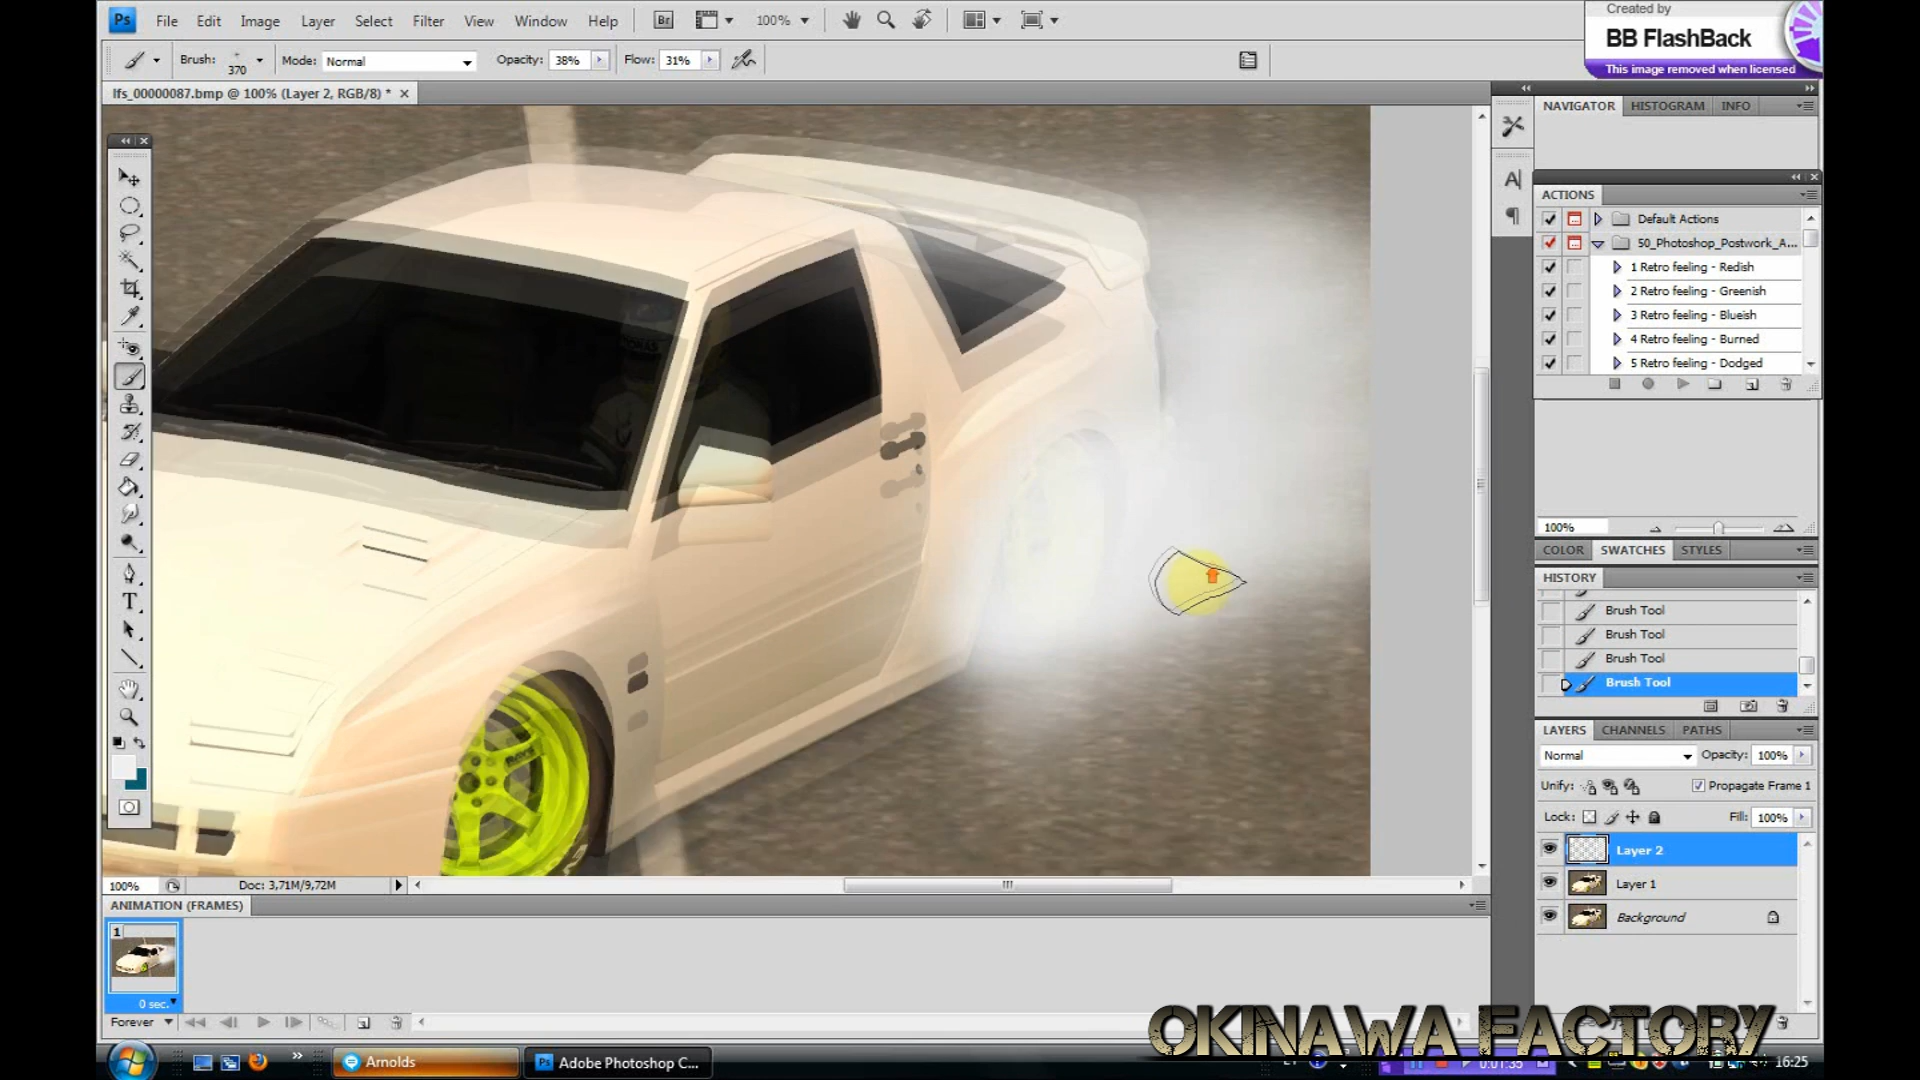 Ps File Edit Image Layer Select Filter View Window Help Br 100%
Created by
BB FlashBack
This image removed when licensed
Brush: 370 Mode: Normal Opacity: 38% Flow: 31%
lfs_00000087.bmp @ 100% (Layer 2, RGB/8) *
NAVIGATOR HISTOGRAM INFO
ACTIONS
Default Actions
50_Photoshop_Postwork_A...
1 Retro feeling - Redish
2 Retro feeling - Greenish
3 Retro feeling - Blueish
4 Retro feeling - Burned
5 Retro feeling - Dodged
100%
COLOR SWATCHES STYLES
HISTORY
Brush Tool
Brush Tool
Brush Tool
Brush Tool
LAYERS CHANNELS PATHS
Normal Opacity: 100%
Unify: Propagate Frame 1
Lock: Fill: 100%
Layer 2
Layer 1
Background
100% Doc: 3,71M/9,72M
ANIMATION (FRAMES)
1
0 sec.
Forever
OKINAWA FACTORY
Arnolds
Ps Adobe Photoshop C...
0:01:35
16:25